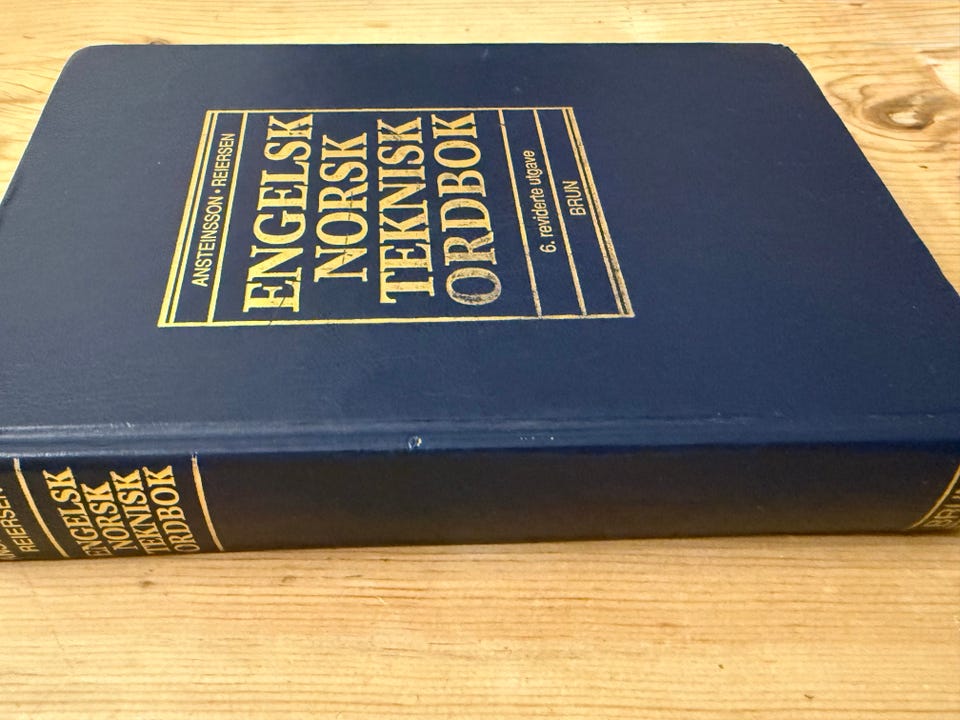 ANSTEINSSON • REIERSEN
ENGELSK
NORSK
TEKNISK
ORDBOK
6. reviderte utgave
BRUN
REIERSEN
ENGELSK
NORSK
TEKNISK
ORDBOK